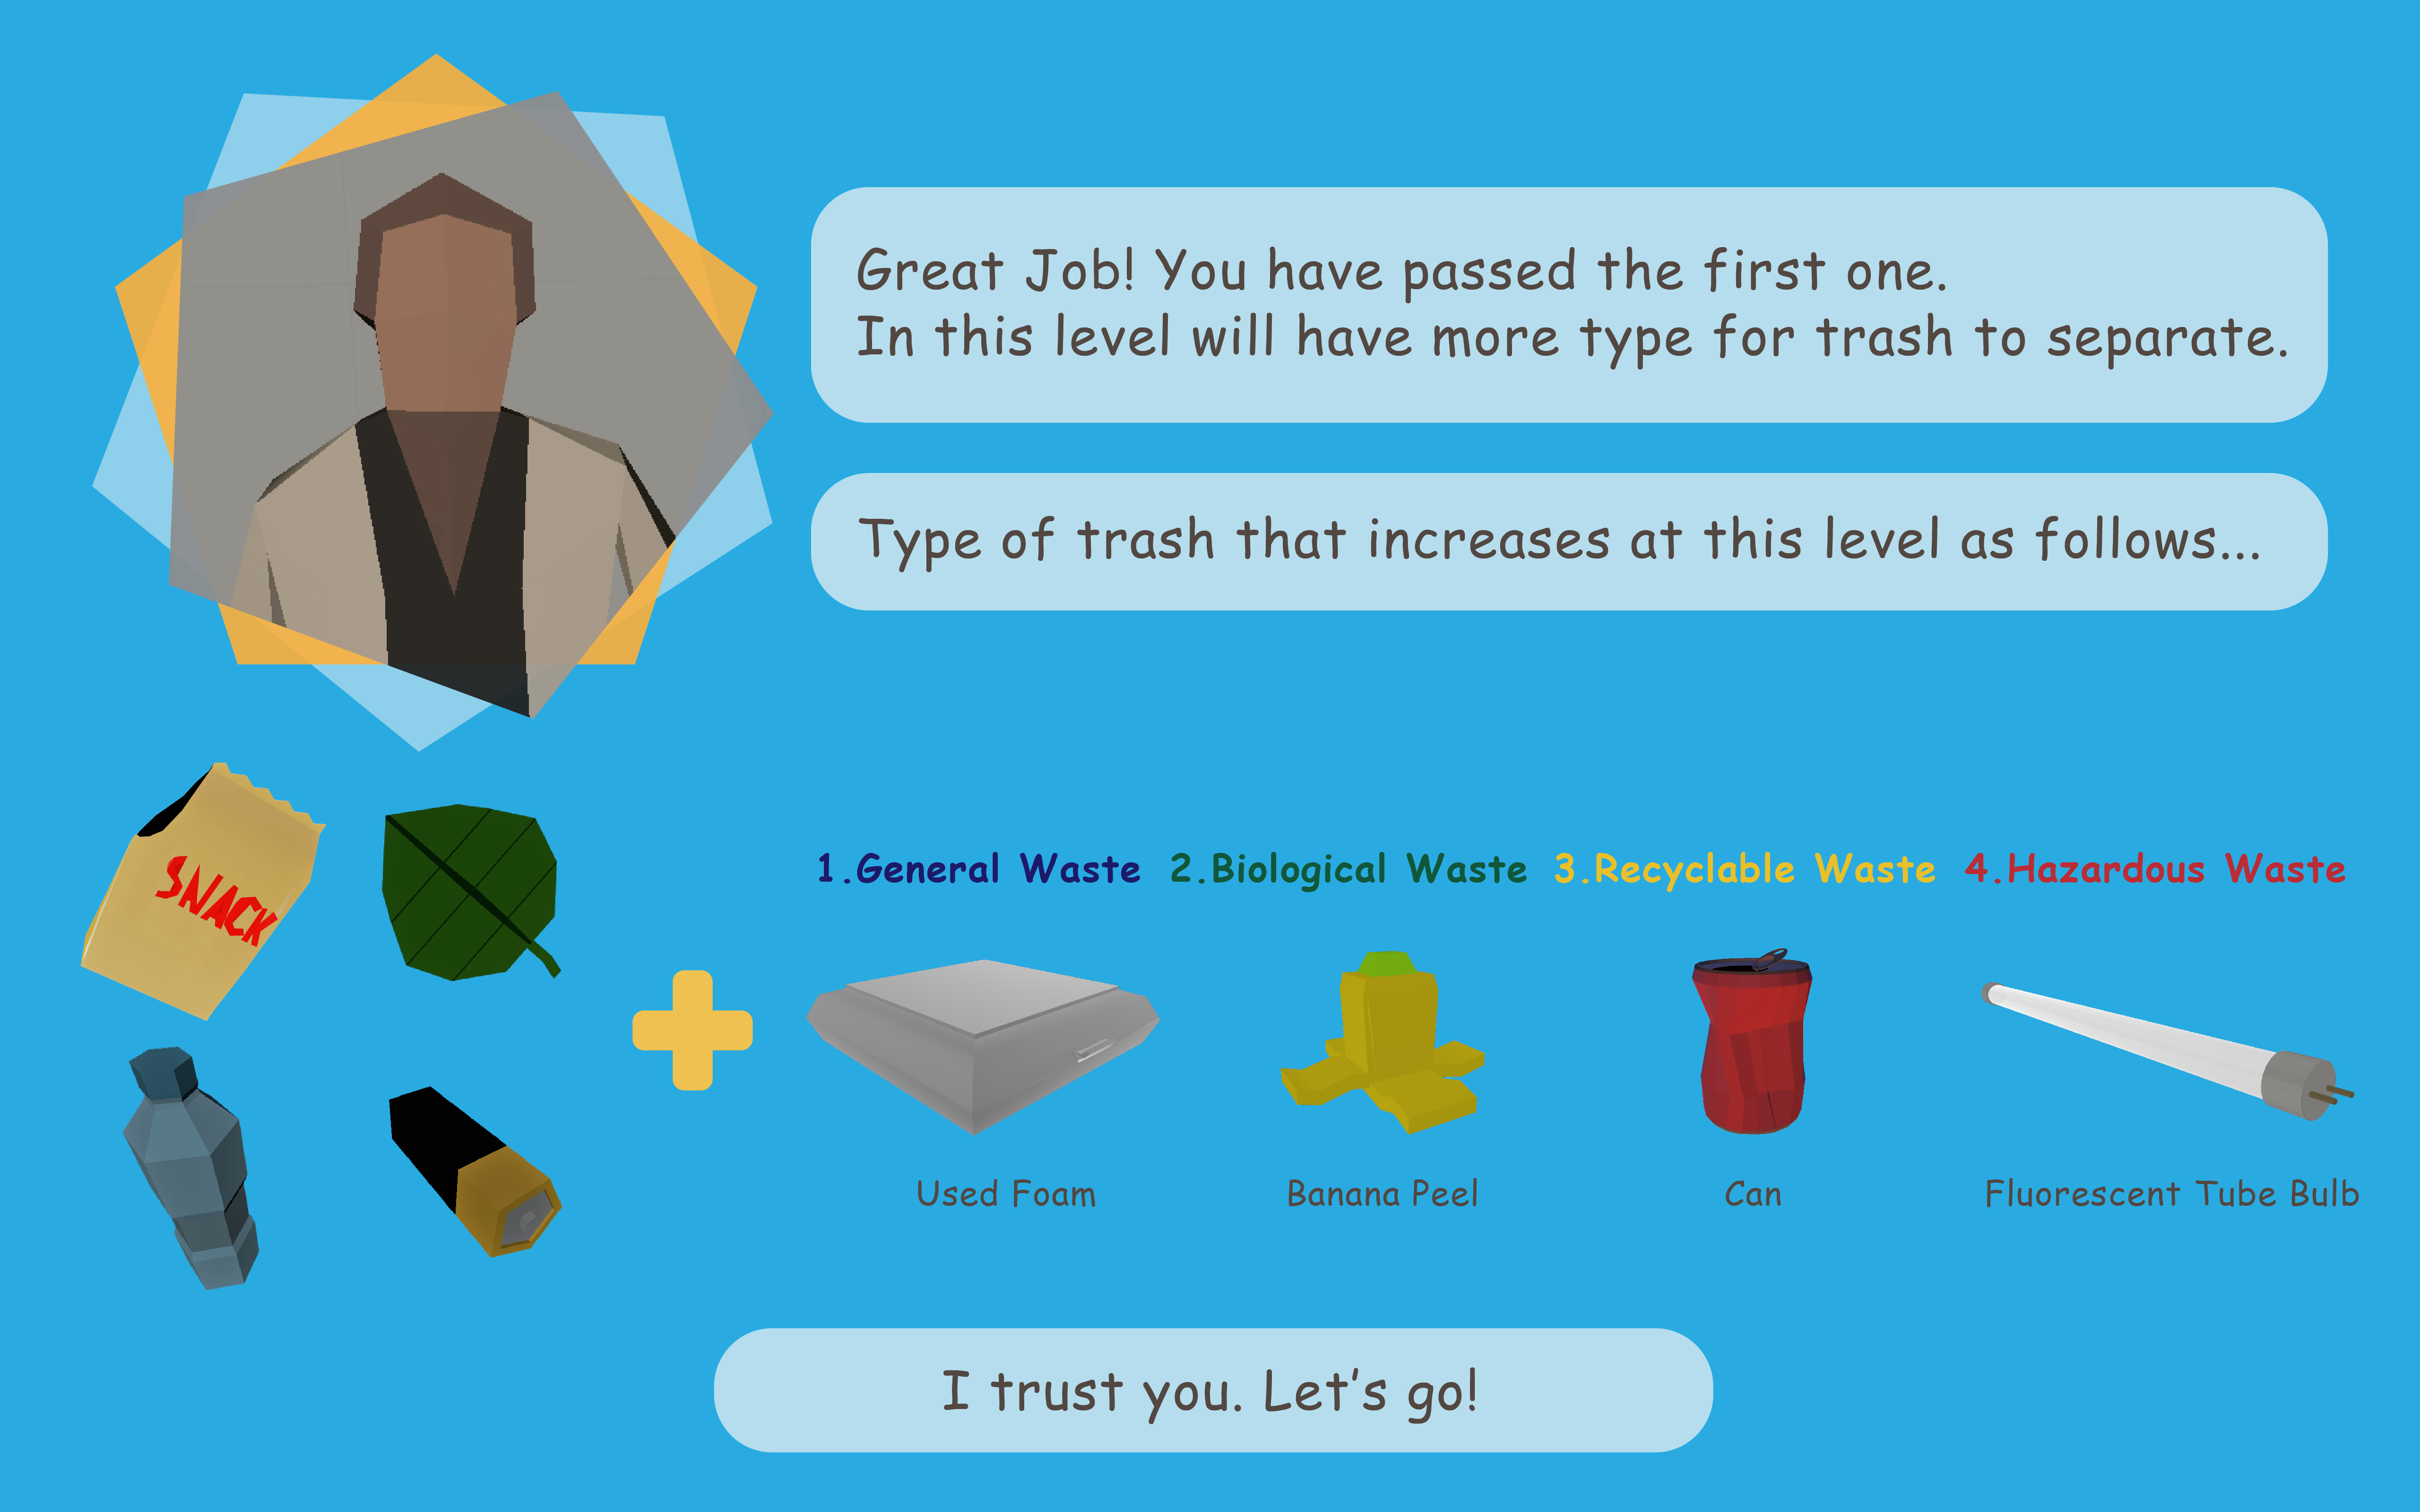 Great Job! You have passed the first one.
In this level will have more type for trash to separate.
Type of trash that increases at this level as follows...
SNACK
1.General Waste
2.Biological Waste
3.Recyclable Waste
4.Hazardous Waste
Used Foam
Banana Peel
Can
Fluorescent Tube Bulb
I trust you. Let's go!